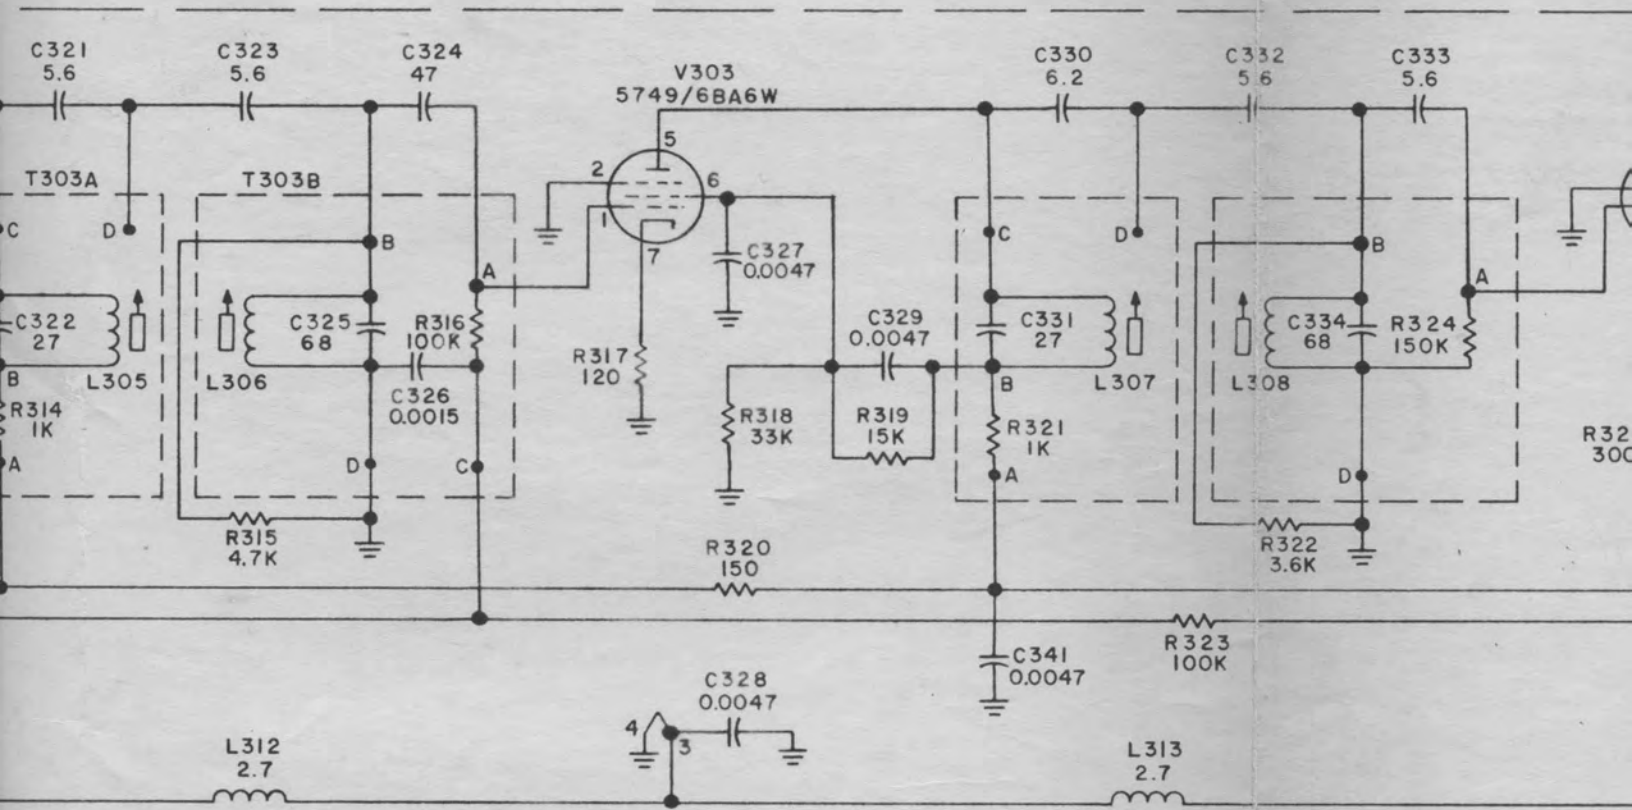 C321
5.6
C323
5.6
C324
47
V303
5749/6BA6W
C330
6.2
C332
5.6
C333
5.6
T303A
T303B
5
2
6
1
7
C
D
B
A
C
D
B
A
C327
0.0047
C322
27
C325
68
R316
100K
C329
0.0047
C331
27
C334
68
R324
150K
R317
120
B
L305
L306
C326
0.0015
B
L307
L308
R314
1K
R318
33K
R319
15K
R321
1K
A
D
C
A
D
R315
4.7K
R322
3.6K
R320
150
R323
100K
C341
0.0047
C328
0.0047
4
3
L312
2.7
L313
2.7